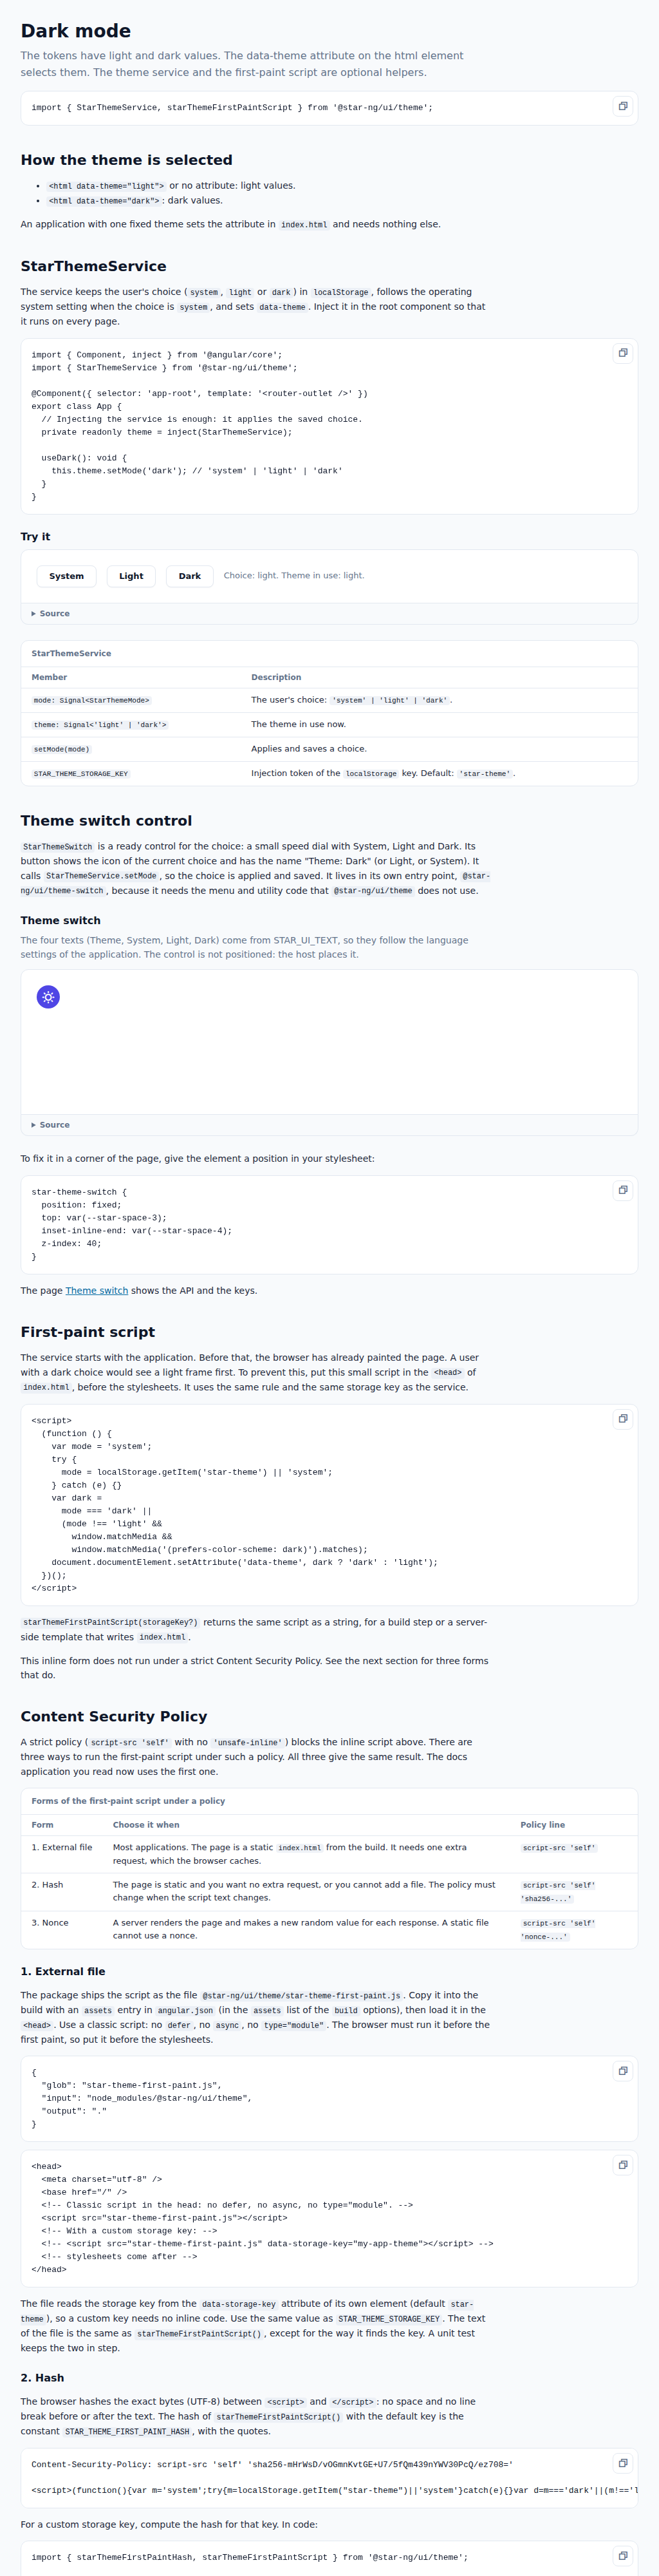 Dark mode
The tokens have light and dark values. The data-theme attribute on the html element
selects them. The theme service and the first-paint script are optional helpers.
import { StarThemeService, starThemeFirstPaintScript } from '@star-ng/ui/theme';
How the theme is selected
• <html data-theme="light"> or no attribute: light values.
• <html data-theme="dark">: dark values.
An application with one fixed theme sets the attribute in index.html and needs nothing else.
StarThemeService
The service keeps the user's choice (system, light or dark) in localStorage, follows the operating
system setting when the choice is system, and sets data-theme. Inject it in the root component so that
it runs on every page.
import { Component, inject } from '@angular/core';
import { StarThemeService } from '@star-ng/ui/theme';
@Component({ selector: 'app-root', template: '<router-outlet />' })
export class App {
  // Injecting the service is enough: it applies the saved choice.
  private readonly theme = inject(StarThemeService);
  useDark(): void {
    this.theme.setMode('dark'); // 'system' | 'light' | 'dark'
  }
}
Try it
System Light Dark Choice: light. Theme in use: light.
▶ Source
StarThemeService
Member Description
mode: Signal<StarThemeMode> The user's choice: 'system' | 'light' | 'dark'.
theme: Signal<'light' | 'dark'> The theme in use now.
setMode(mode) Applies and saves a choice.
STAR_THEME_STORAGE_KEY Injection token of the localStorage key. Default: 'star-theme'.
Theme switch control
StarThemeSwitch is a ready control for the choice: a small speed dial with System, Light and Dark. Its
button shows the icon of the current choice and has the name "Theme: Dark" (or Light, or System). It
calls StarThemeService.setMode, so the choice is applied and saved. It lives in its own entry point, @star-
ng/ui/theme-switch, because it needs the menu and utility code that @star-ng/ui/theme does not use.
Theme switch
The four texts (Theme, System, Light, Dark) come from STAR_UI_TEXT, so they follow the language
settings of the application. The control is not positioned: the host places it.
▶ Source
To fix it in a corner of the page, give the element a position in your stylesheet:
star-theme-switch {
  position: fixed;
  top: var(--star-space-3);
  inset-inline-end: var(--star-space-4);
  z-index: 40;
}
The page Theme switch shows the API and the keys.
First-paint script
The service starts with the application. Before that, the browser has already painted the page. A user
with a dark choice would see a light frame first. To prevent this, put this small script in the <head> of
index.html, before the stylesheets. It uses the same rule and the same storage key as the service.
<script>
  (function () {
    var mode = 'system';
    try {
      mode = localStorage.getItem('star-theme') || 'system';
    } catch (e) {}
    var dark =
      mode === 'dark' ||
      (mode !== 'light' &&
        window.matchMedia &&
        window.matchMedia('(prefers-color-scheme: dark)').matches);
    document.documentElement.setAttribute('data-theme', dark ? 'dark' : 'light');
  })();
</script>
starThemeFirstPaintScript(storageKey?) returns the same script as a string, for a build step or a server-
side template that writes index.html.
This inline form does not run under a strict Content Security Policy. See the next section for three forms
that do.
Content Security Policy
A strict policy (script-src 'self' with no 'unsafe-inline') blocks the inline script above. There are
three ways to run the first-paint script under such a policy. All three give the same result. The docs
application you read now uses the first one.
Forms of the first-paint script under a policy
Form Choose it when Policy line
1. External file Most applications. The page is a static index.html from the build. It needs one extra script-src 'self'
request, which the browser caches.
2. Hash The page is static and you want no extra request, or you cannot add a file. The policy must script-src 'self'
change when the script text changes. 'sha256-...'
3. Nonce A server renders the page and makes a new random value for each response. A static file script-src 'self'
cannot use a nonce. 'nonce-...'
1. External file
The package ships the script as the file @star-ng/ui/theme/star-theme-first-paint.js. Copy it into the
build with an assets entry in angular.json (in the assets list of the build options), then load it in the
<head>. Use a classic script: no defer, no async, no type="module". The browser must run it before the
first paint, so put it before the stylesheets.
{
  "glob": "star-theme-first-paint.js",
  "input": "node_modules/@star-ng/ui/theme",
  "output": "."
}
<head>
  <meta charset="utf-8" />
  <base href="/" />
  <!-- Classic script in the head: no defer, no async, no type="module". -->
  <script src="star-theme-first-paint.js"></script>
  <!-- With a custom storage key: -->
  <!-- <script src="star-theme-first-paint.js" data-storage-key="my-app-theme"></script> -->
  <!-- stylesheets come after -->
</head>
The file reads the storage key from the data-storage-key attribute of its own element (default star-
theme), so a custom key needs no inline code. Use the same value as STAR_THEME_STORAGE_KEY. The text
of the file is the same as starThemeFirstPaintScript(), except for the way it finds the key. A unit test
keeps the two in step.
2. Hash
The browser hashes the exact bytes (UTF-8) between <script> and </script>: no space and no line
break before or after the text. The hash of starThemeFirstPaintScript() with the default key is the
constant STAR_THEME_FIRST_PAINT_HASH, with the quotes.
Content-Security-Policy: script-src 'self' 'sha256-mHrWsD/vOGmnKvtGE+U7/5fQm439nYWV30PcQ/ez708='
<script>(function(){var m='system';try{m=localStorage.getItem("star-theme")||'system'}catch(e){}var d=m==='dark'||(m!=='l
For a custom storage key, compute the hash for that key. In code:
import { starThemeFirstPaintHash, starThemeFirstPaintScript } from '@star-ng/ui/theme';